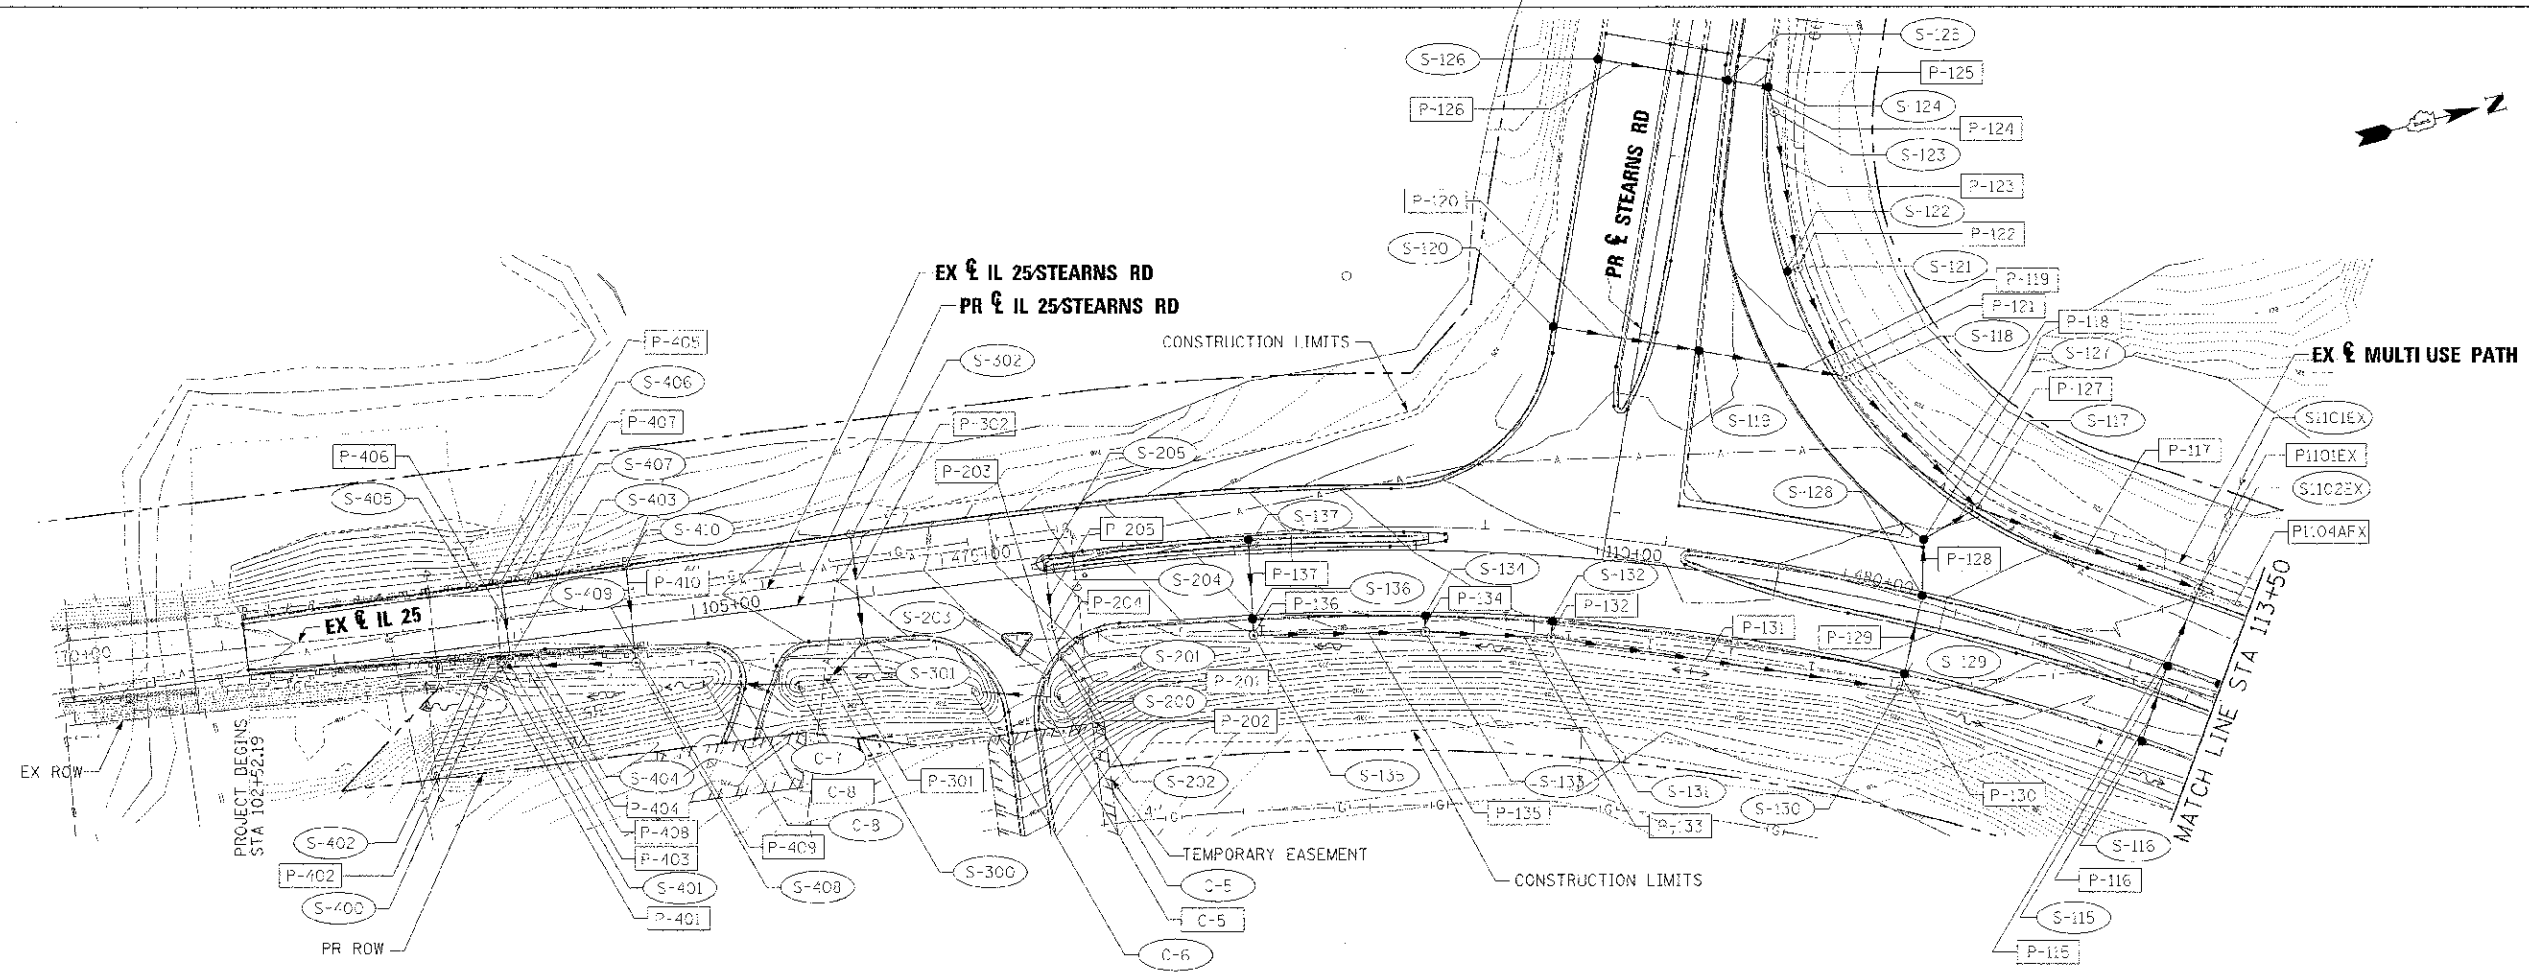 S-126
P-126
P-125
S-124
P-124
S-123
P-123
S-122
P-122
S-121
P-119
P-121
S-118
P-118
S-127
P-127
S-117
P-117
N
P-120
S-120
PR ℄ STEARNS RD
EX ℄ IL 25/STEARNS RD
PR ℄ IL 25/STEARNS RD
CONSTRUCTION LIMITS
EX ℄ MULTI USE PATH
S1101EX
P1101EX
S1102EX
P-405
S-406
P-407
S-407
S-403
S-410
P-406
S-405
S-302
P-302
P-203
S-205
P-205
S-137
S-119
S-128
P-128
S-409
P-410
105+00
110+00
EX ℄ IL 25
S-203
S-204
P-204
P-137
P-136
S-136
S-134
P-134
S-132
P-132
P-131
P-129
S-129
S-201
P-201
S-200
P-202
S-202
S-301
P-301
S-300
C-7
C-8
C-8
EX ROW
PROJECT BEGINS
STA 102+52.19
S-402
P-402
S-400
PR ROW
S-404
P-404
P-408
P-403
S-401
P-401
P-409
S-408
TEMPORARY EASEMENT
C-5
C-5
C-6
S-135
P-135
S-133
P-133
S-131
S-130
P-130
CONSTRUCTION LIMITS
S-116
P-116
S-115
P-115
MATCH LINE STA 113+50